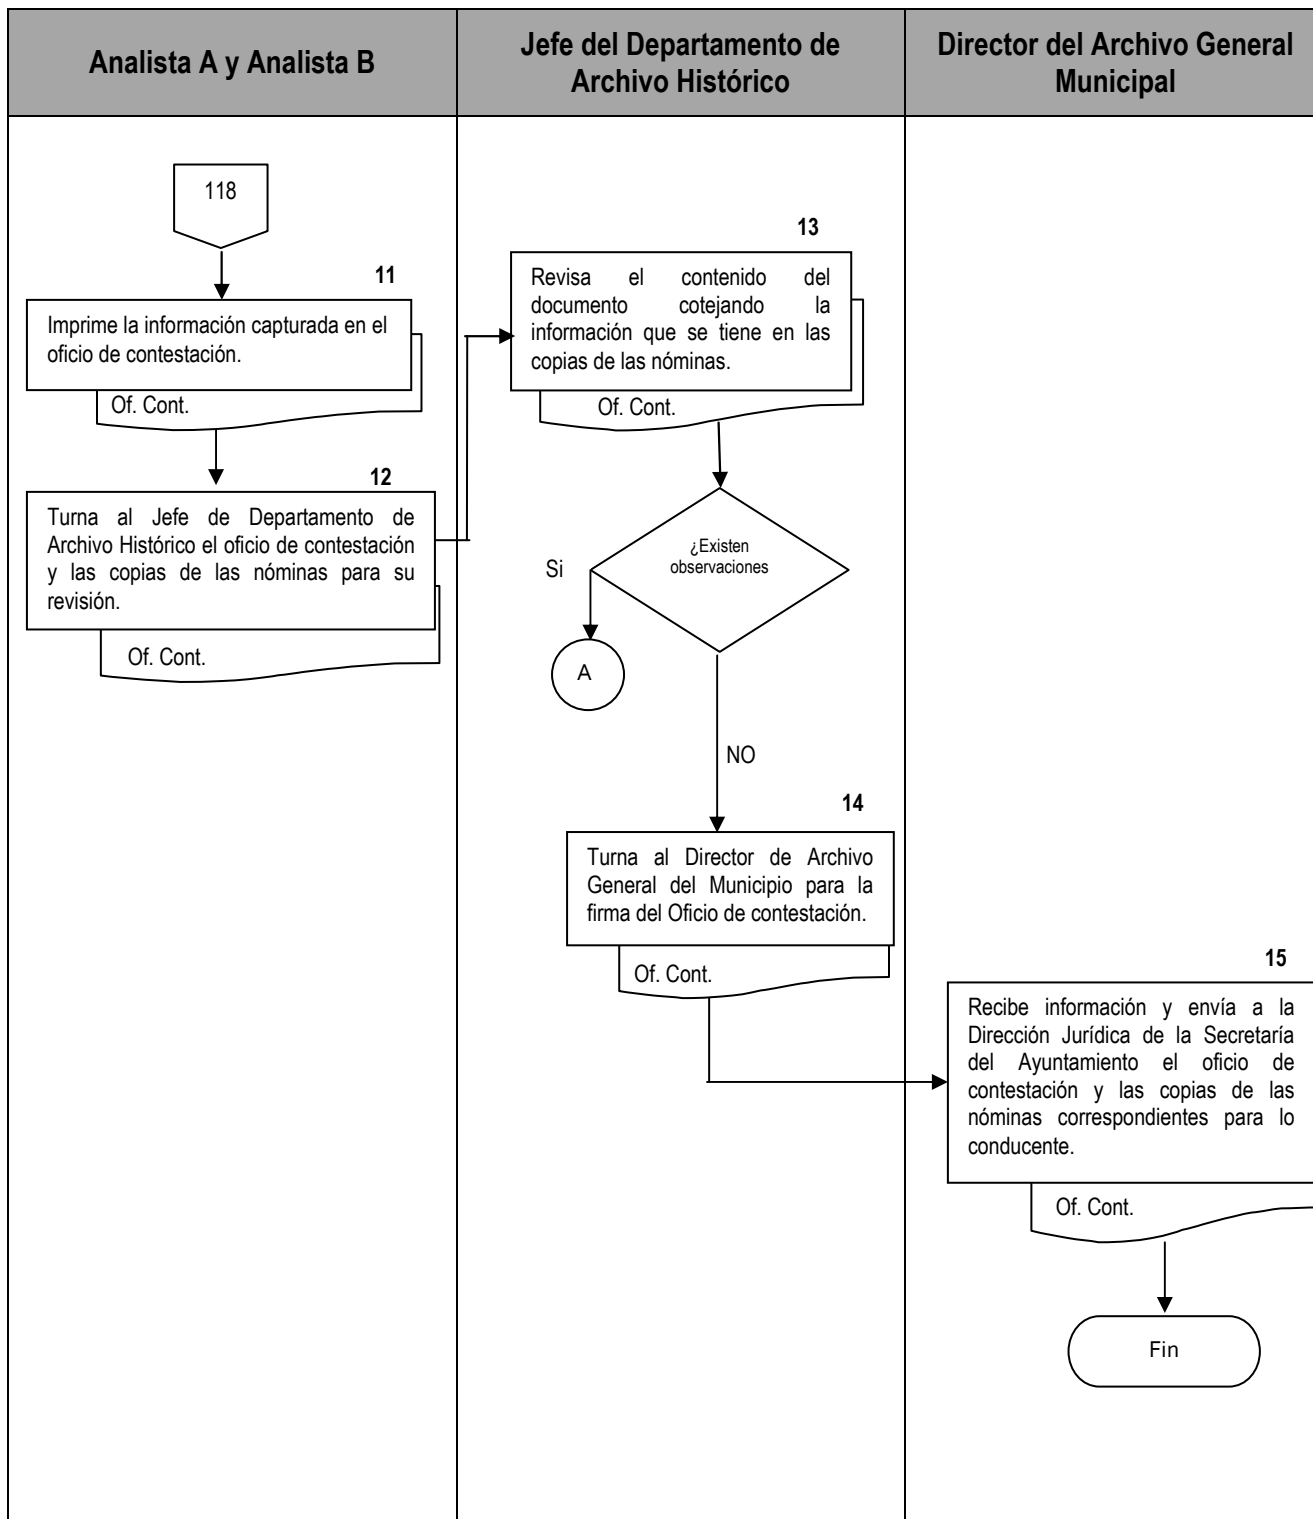 Analista A y Analista B
Jefe del Departamento de
Archivo Histórico
Director del Archivo General
Municipal
118
11
Imprime la información capturada en el
oficio de contestación.
Of. Cont.
12
Turna al Jefe de Departamento de
Archivo Histórico el oficio de contestación
y las copias de las nóminas para su
revisión.
Of. Cont.
13
Revisa el contenido del
documento cotejando la
información que se tiene en las
copias de las nóminas.
Of. Cont.
¿Existen
observaciones
Si
A
NO
14
Turna al Director de Archivo
General del Municipio para la
firma del Oficio de contestación.
Of. Cont.
15
Recibe información y envía a la
Dirección Jurídica de la Secretaría
del Ayuntamiento el oficio de
contestación y las copias de las
nóminas correspondientes para lo
conducente.
Of. Cont.
Fin